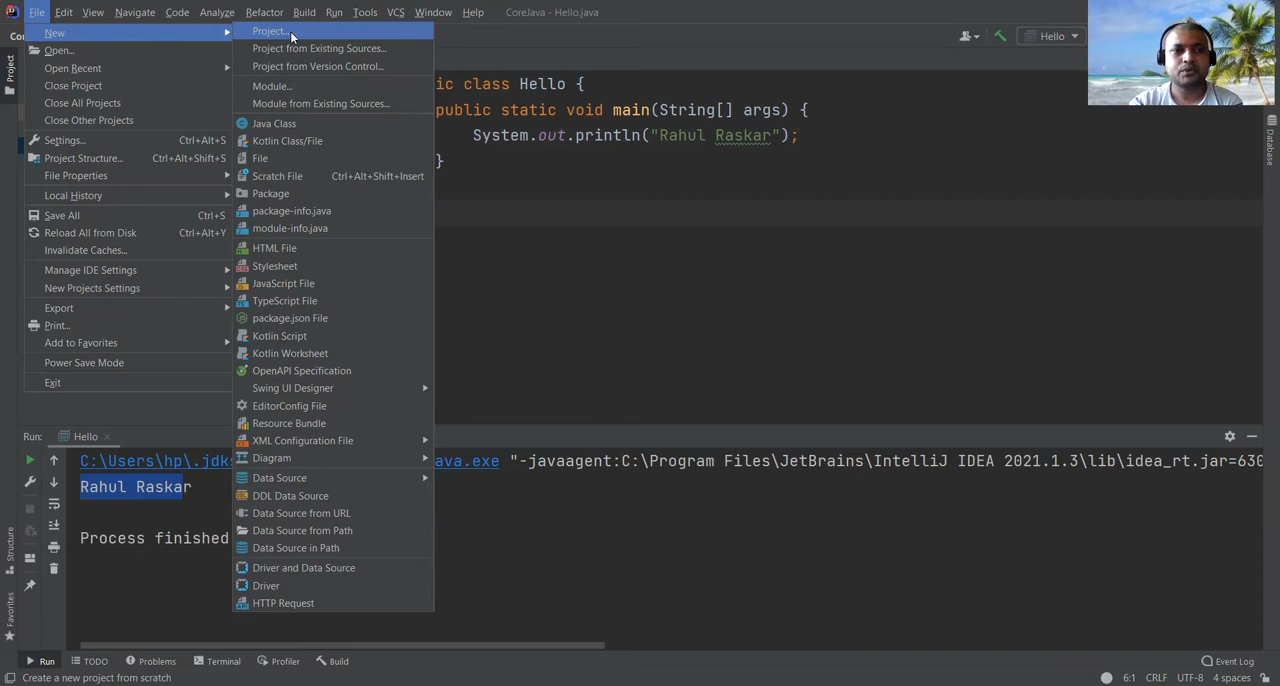 File Edit View Navigate Code Analyze Refactor Build Run Tools VCS Window Help CoreJava - Hello.java
Hello
Project
Structure
Favorites
Database
New
Open...
Open Recent
Close Project
Close All Projects
Close Other Projects
Settings... Ctrl+Alt+S
Project Structure... Ctrl+Alt+Shift+S
File Properties
Local History
Save All Ctrl+S
Reload All from Disk Ctrl+Alt+Y
Invalidate Caches...
Manage IDE Settings
New Projects Settings
Export
Print...
Add to Favorites
Power Save Mode
Exit
Project...
Project from Existing Sources...
Project from Version Control...
Module...
Module from Existing Sources...
Java Class
Kotlin Class/File
File
Scratch File Ctrl+Alt+Shift+Insert
Package
package-info.java
module-info.java
HTML File
Stylesheet
JavaScript File
TypeScript File
package.json File
Kotlin Script
Kotlin Worksheet
OpenAPI Specification
Swing UI Designer
EditorConfig File
Resource Bundle
XML Configuration File
Diagram
Data Source
DDL Data Source
Data Source from URL
Data Source from Path
Data Source in Path
Driver and Data Source
Driver
HTTP Request
ic class Hello {
public static void main(String[] args) {
System.out.println("Rahul Raskar");
}
Run: Hello
C:\Users\hp\.jdks ava.exe "-javaagent:C:\Program Files\JetBrains\IntelliJ IDEA 2021.1.3\lib\idea_rt.jar=630
Rahul Raskar
Process finished
Run TODO Problems Terminal Profiler Build Event Log
Create a new project from scratch 6:1 CRLF UTF-8 4 spaces